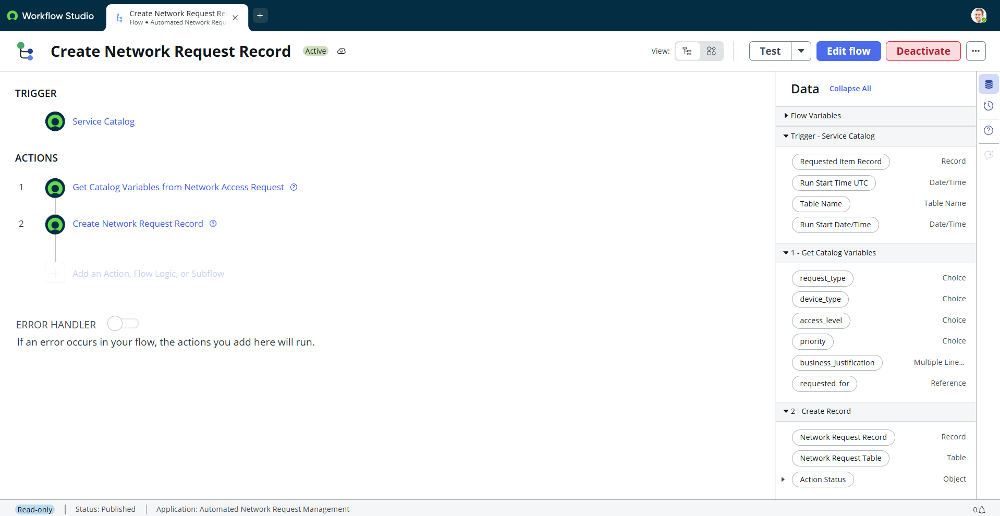 Workflow Studio
Create Network Request Re
Flow • Automated Network Requ
Create Network Request Record
Active
View:
Test
Edit flow
Deactivate
TRIGGER
Service Catalog
ACTIONS
1
Get Catalog Variables from Network Access Request
2
Create Network Request Record
Add an Action, Flow Logic, or Subflow
ERROR HANDLER
If an error occurs in your flow, the actions you add here will run.
Data
Collapse All
Flow Variables
Trigger - Service Catalog
Requested Item Record Record
Run Start Time UTC Date/Time
Table Name Table Name
Run Start Date/Time Date/Time
1 - Get Catalog Variables
request_type Choice
device_type Choice
access_level Choice
priority Choice
business_justification Multiple Line...
requested_for Reference
2 - Create Record
Network Request Record Record
Network Request Table Table
Action Status Object
Read-only
Status: Published
Application: Automated Network Request Management
0